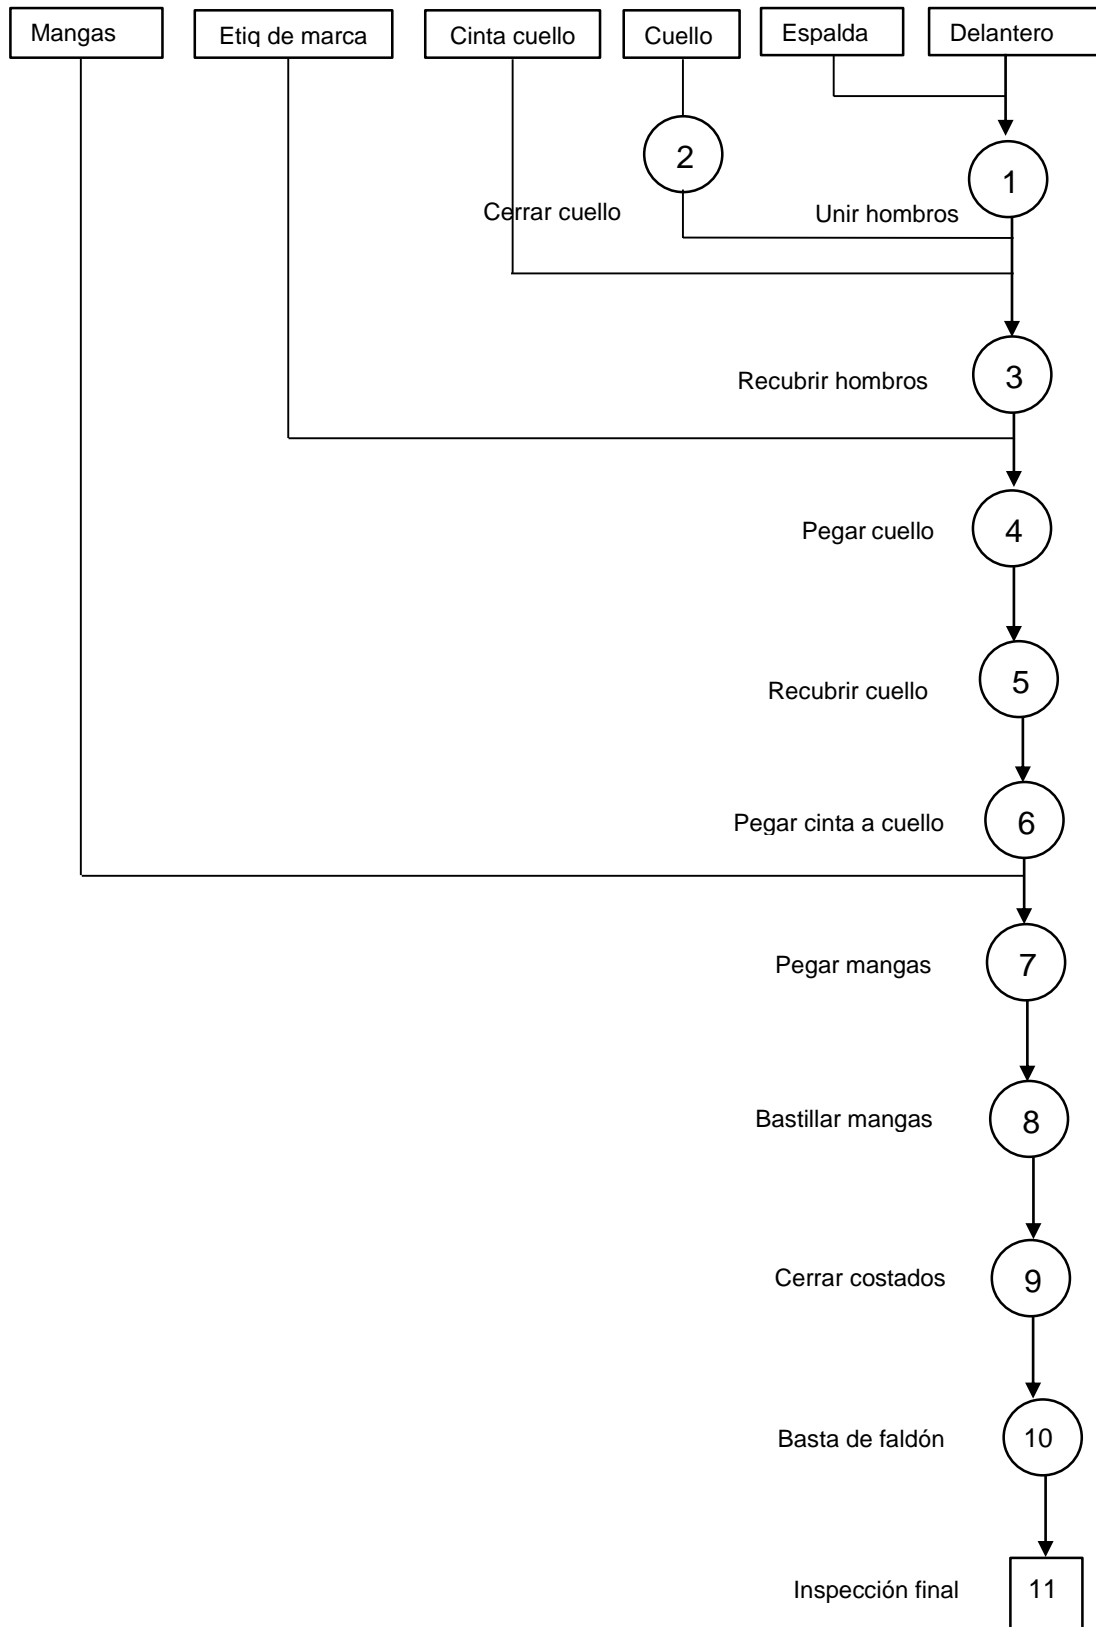 Mangas
Etiq de marca
Cinta cuello
Cuello
Espalda
Delantero
2
1
Cerrar cuello
Unir hombros
3
Recubrir hombros
4
Pegar cuello
5
Recubrir cuello
6
Pegar cinta a cuello
7
Pegar mangas
8
Bastillar mangas
9
Cerrar costados
10
Basta de faldón
11
Inspección final